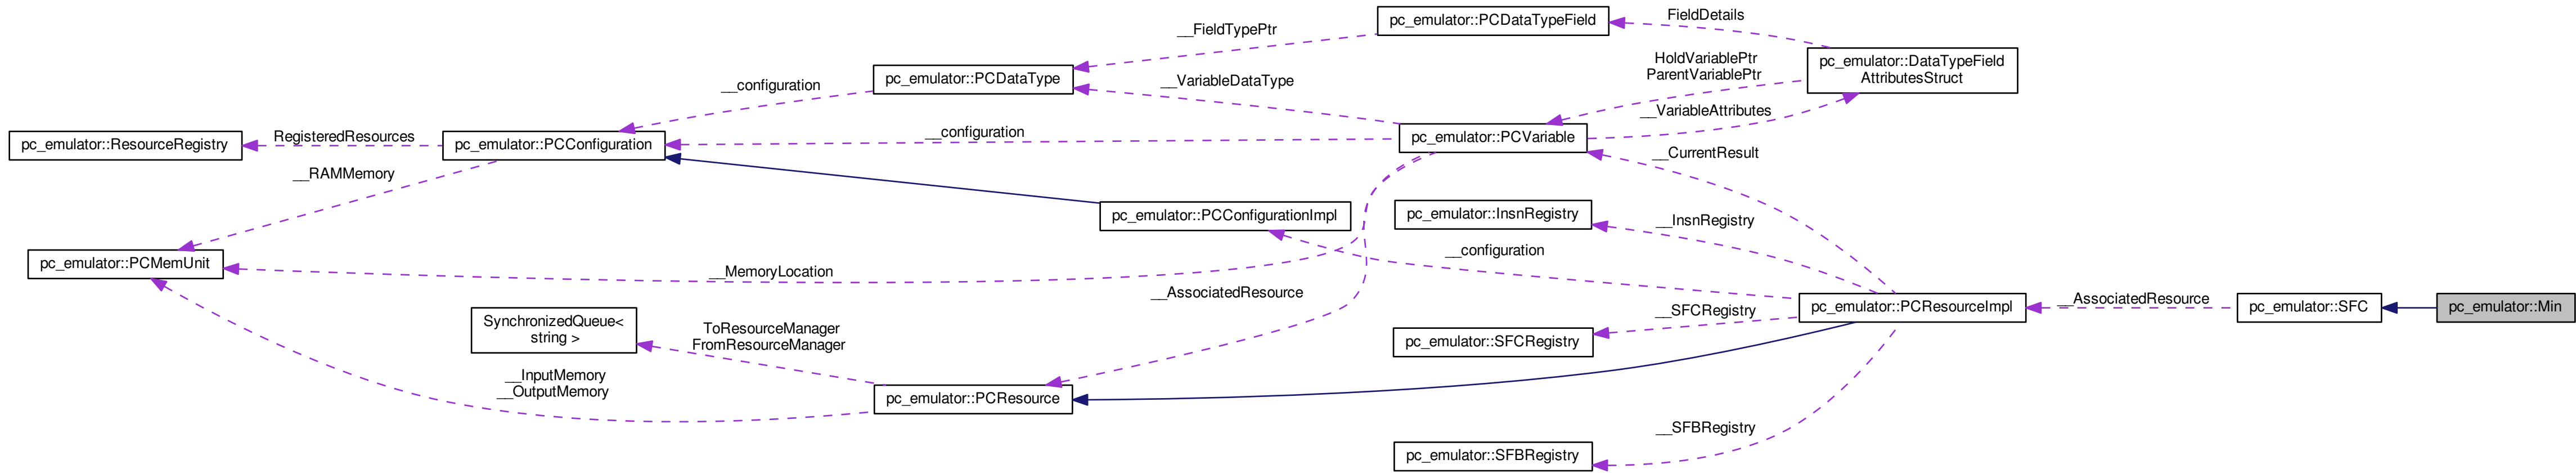 pc_emulator::PCDataTypeField
FieldDetails
__FieldTypePtr
pc_emulator::DataTypeField
AttributesStruct
HoldVariablePtr
ParentVariablePtr
pc_emulator::PCDataType
__VariableDataType
__configuration
__VariableAttributes
pc_emulator::ResourceRegistry
RegisteredResources
pc_emulator::PCConfiguration
__configuration
pc_emulator::PCVariable
__CurrentResult
__RAMMemory
pc_emulator::PCConfigurationImpl
pc_emulator::InsnRegistry
__InsnRegistry
__configuration
pc_emulator::PCMemUnit
__MemoryLocation
__AssociatedResource
pc_emulator::PCResourceImpl
__AssociatedResource
pc_emulator::SFC
pc_emulator::Min
SynchronizedQueue<
string >
ToResourceManager
FromResourceManager
__SFCRegistry
pc_emulator::SFCRegistry
__InputMemory
__OutputMemory
pc_emulator::PCResource
__SFBRegistry
pc_emulator::SFBRegistry